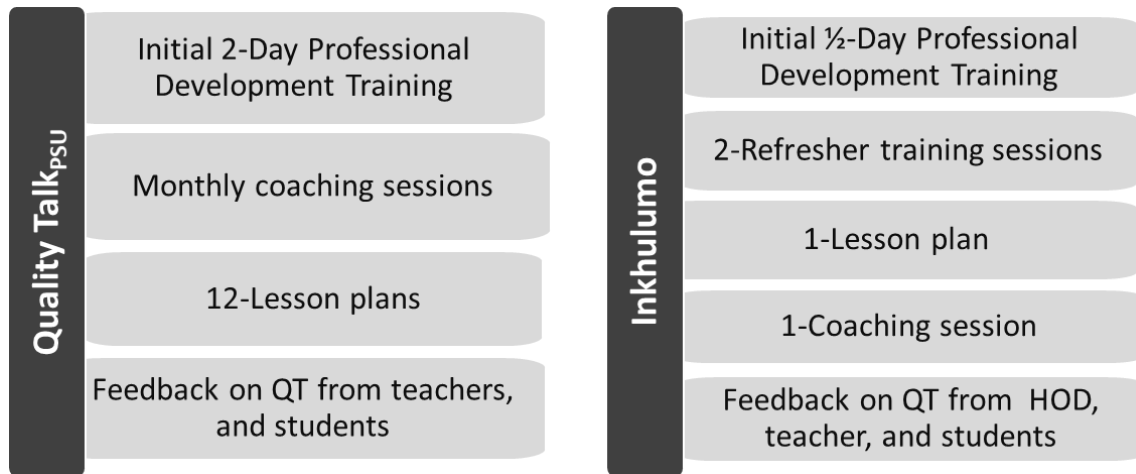 Quality Talk PSU
Initial 2-Day Professional
Development Training
Monthly coaching sessions
12-Lesson plans
Feedback on QT from teachers,
and students
Inkhulumo
Initial ½-Day Professional
Development Training
2-Refresher training sessions
1-Lesson plan
1-Coaching session
Feedback on QT from HOD,
teacher, and students